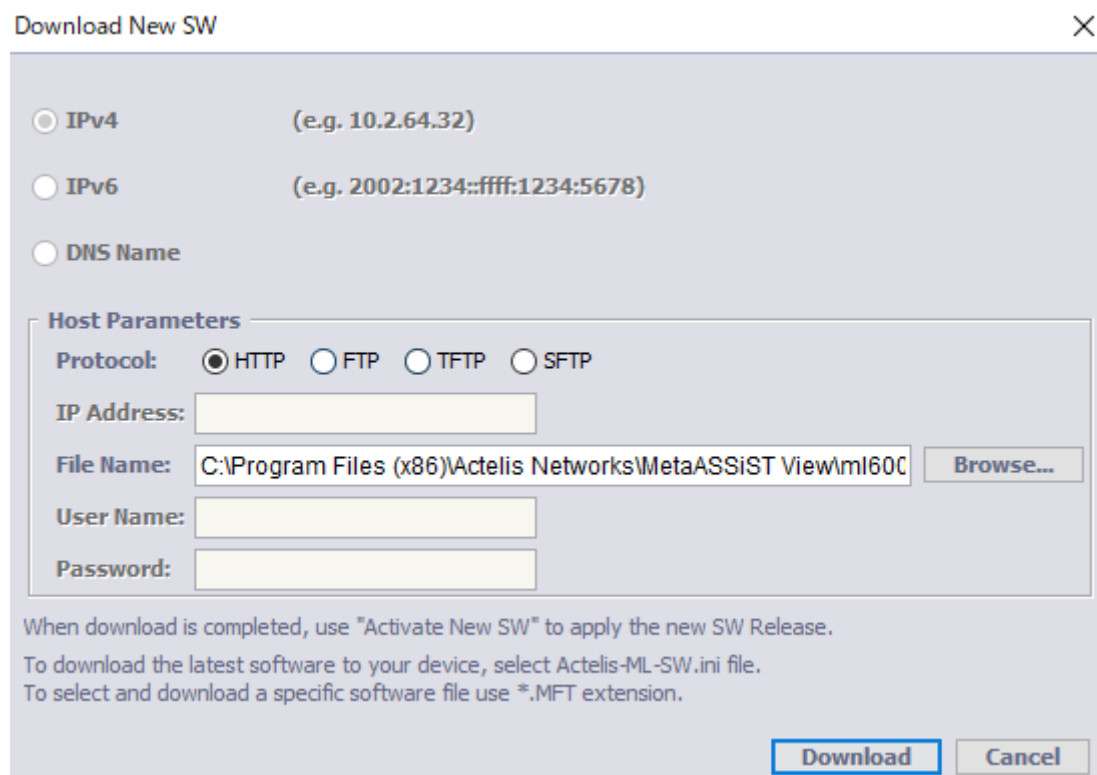 Download New SW
IPv4 (e.g. 10.2.64.32)
IPv6 (e.g. 2002:1234::ffff:1234:5678)
DNS Name
Host Parameters
Protocol: HTTP FTP TFTP SFTP
IP Address:
File Name: C:\Program Files (x86)\Actelis Networks\MetaASSiST View\ml600 Browse...
User Name:
Password:
When download is completed, use "Activate New SW" to apply the new SW Release.
To download the latest software to your device, select Actelis-ML-SW.ini file.
To select and download a specific software file use *.MFT extension.
Download Cancel